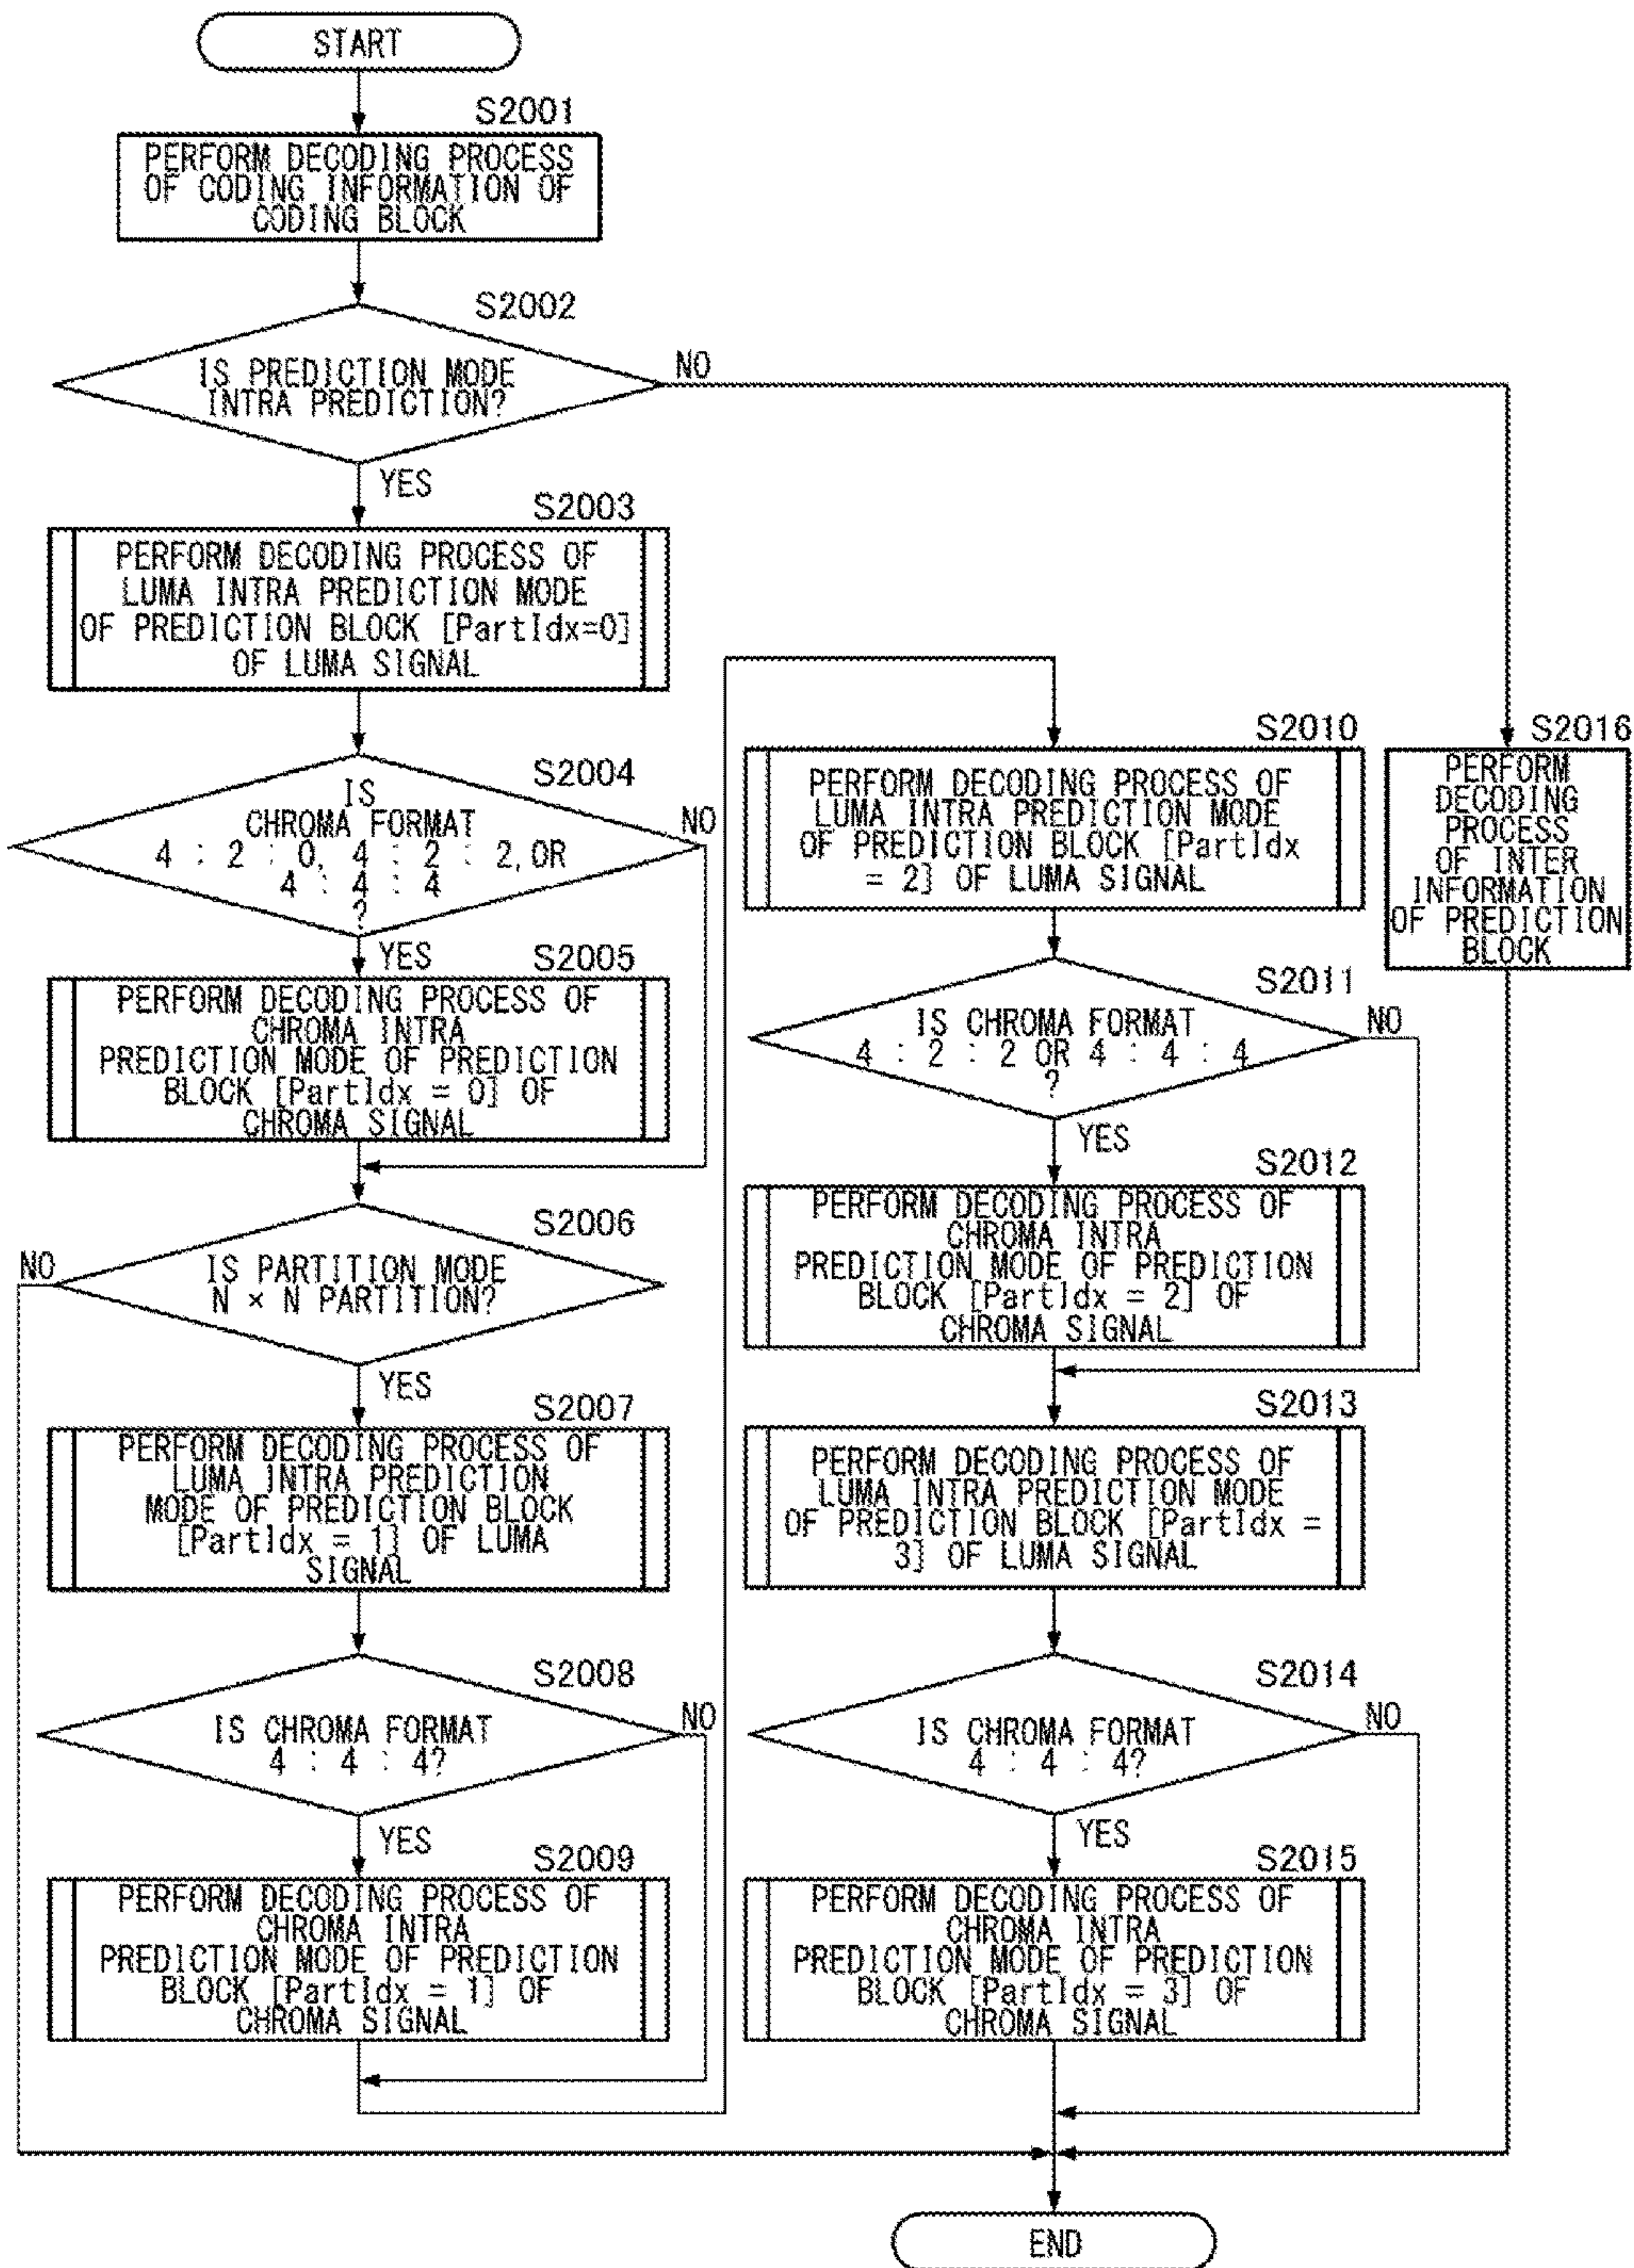 START
S2001
PERFORM DECODING PROCESS
OF CODING INFORMATION OF
CODING BLOCK
S2002
IS PREDICTION MODE
INTRA PREDICTION?
NO
YES
S2003
PERFORM DECODING PROCESS OF
LUMA INTRA PREDICTION MODE
OF PREDICTION BLOCK [PartIdx=0]
OF LUMA SIGNAL
S2004
IS
CHROMA FORMAT
4 : 2 : 0, 4 : 2 : 2, OR
4 : 4 : 4
?
NO
YES
S2005
PERFORM DECODING PROCESS OF
CHROMA INTRA
PREDICTION MODE OF PREDICTION
BLOCK [PartIdx = 0] OF
CHROMA SIGNAL
S2006
IS PARTITION MODE
N × N PARTITION?
NO
YES
S2007
PERFORM DECODING PROCESS OF
LUMA INTRA PREDICTION
MODE OF PREDICTION BLOCK
[PartIdx = 1] OF LUMA
SIGNAL
S2008
IS CHROMA FORMAT
4 : 4 : 4?
NO
YES
S2009
PERFORM DECODING PROCESS OF
CHROMA INTRA
PREDICTION MODE OF PREDICTION
BLOCK [PartIdx = 1] OF
CHROMA SIGNAL
S2010
PERFORM DECODING PROCESS OF
LUMA INTRA PREDICTION MODE
OF PREDICTION BLOCK [PartIdx
= 2] OF LUMA SIGNAL
S2011
IS CHROMA FORMAT
4 : 2 : 2 OR 4 : 4 : 4
?
NO
YES
S2012
PERFORM DECODING PROCESS OF
CHROMA INTRA
PREDICTION MODE OF PREDICTION
BLOCK [PartIdx = 2] OF
CHROMA SIGNAL
S2013
PERFORM DECODING PROCESS OF
LUMA INTRA PREDICTION MODE
OF PREDICTION BLOCK [PartIdx =
3] OF LUMA SIGNAL
S2014
IS CHROMA FORMAT
4 : 4 : 4?
NO
YES
S2015
PERFORM DECODING PROCESS OF
CHROMA INTRA
PREDICTION MODE OF PREDICTION
BLOCK [PartIdx = 3] OF
CHROMA SIGNAL
S2016
PERFORM
DECODING
PROCESS
OF INTER
INFORMATION
OF PREDICTION
BLOCK
END